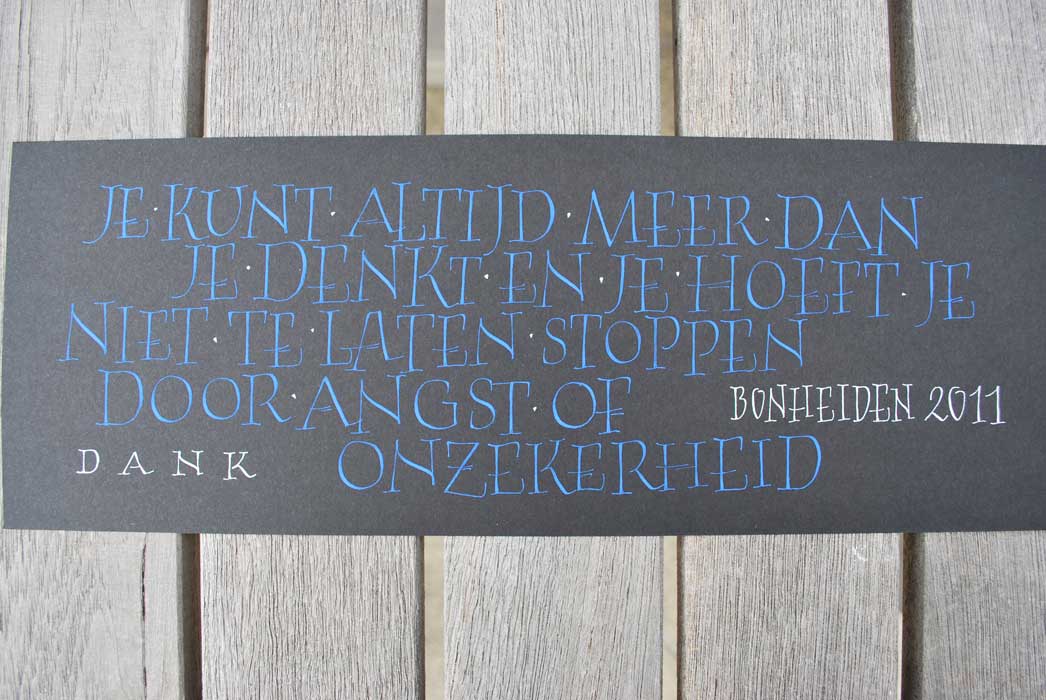 JE·KUNT·ALTIJD·MEER·DAN
JE·DENKT·EN·JE·HOEFT·JE
NIET·TE·LATEN·STOPPEN
DOOR·ANGST·OF
BONHEIDEN 2011
DANK
ONZEKERHEID